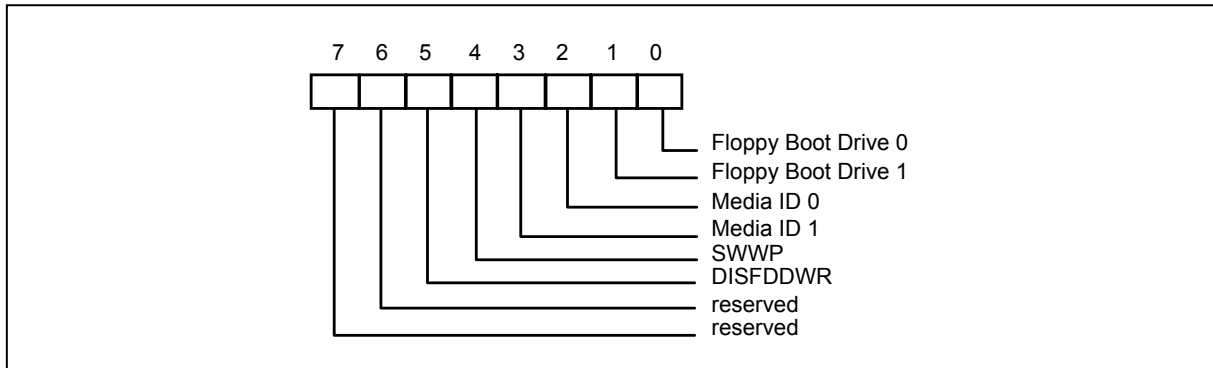 7 6 5 4 3 2 1 0
Floppy Boot Drive 0
Floppy Boot Drive 1
Media ID 0
Media ID 1
SWWP
DISFDDWR
reserved
reserved